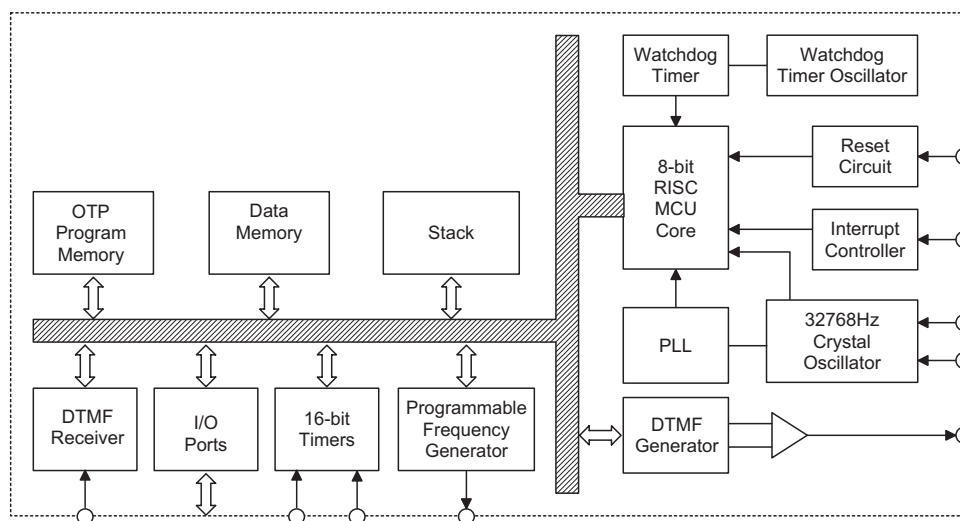 Watchdog
Timer
Watchdog
Timer Oscillator
8-bit
RISC
MCU
Core
Reset
Circuit
Interrupt
Controller
OTP
Program
Memory
Data
Memory
Stack
PLL
32768Hz
Crystal
Oscillator
DTMF
Receiver
I/O
Ports
16-bit
Timers
Programmable
Frequency
Generator
DTMF
Generator